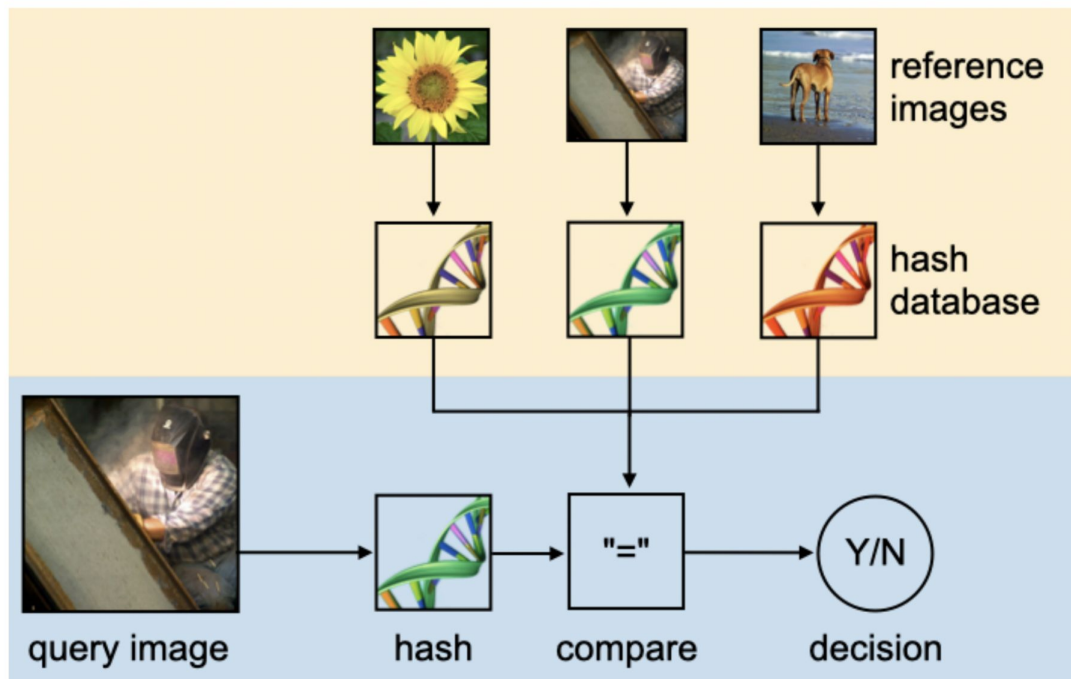 reference
images
hash
database
"="
Y/N
query image
hash
compare
decision